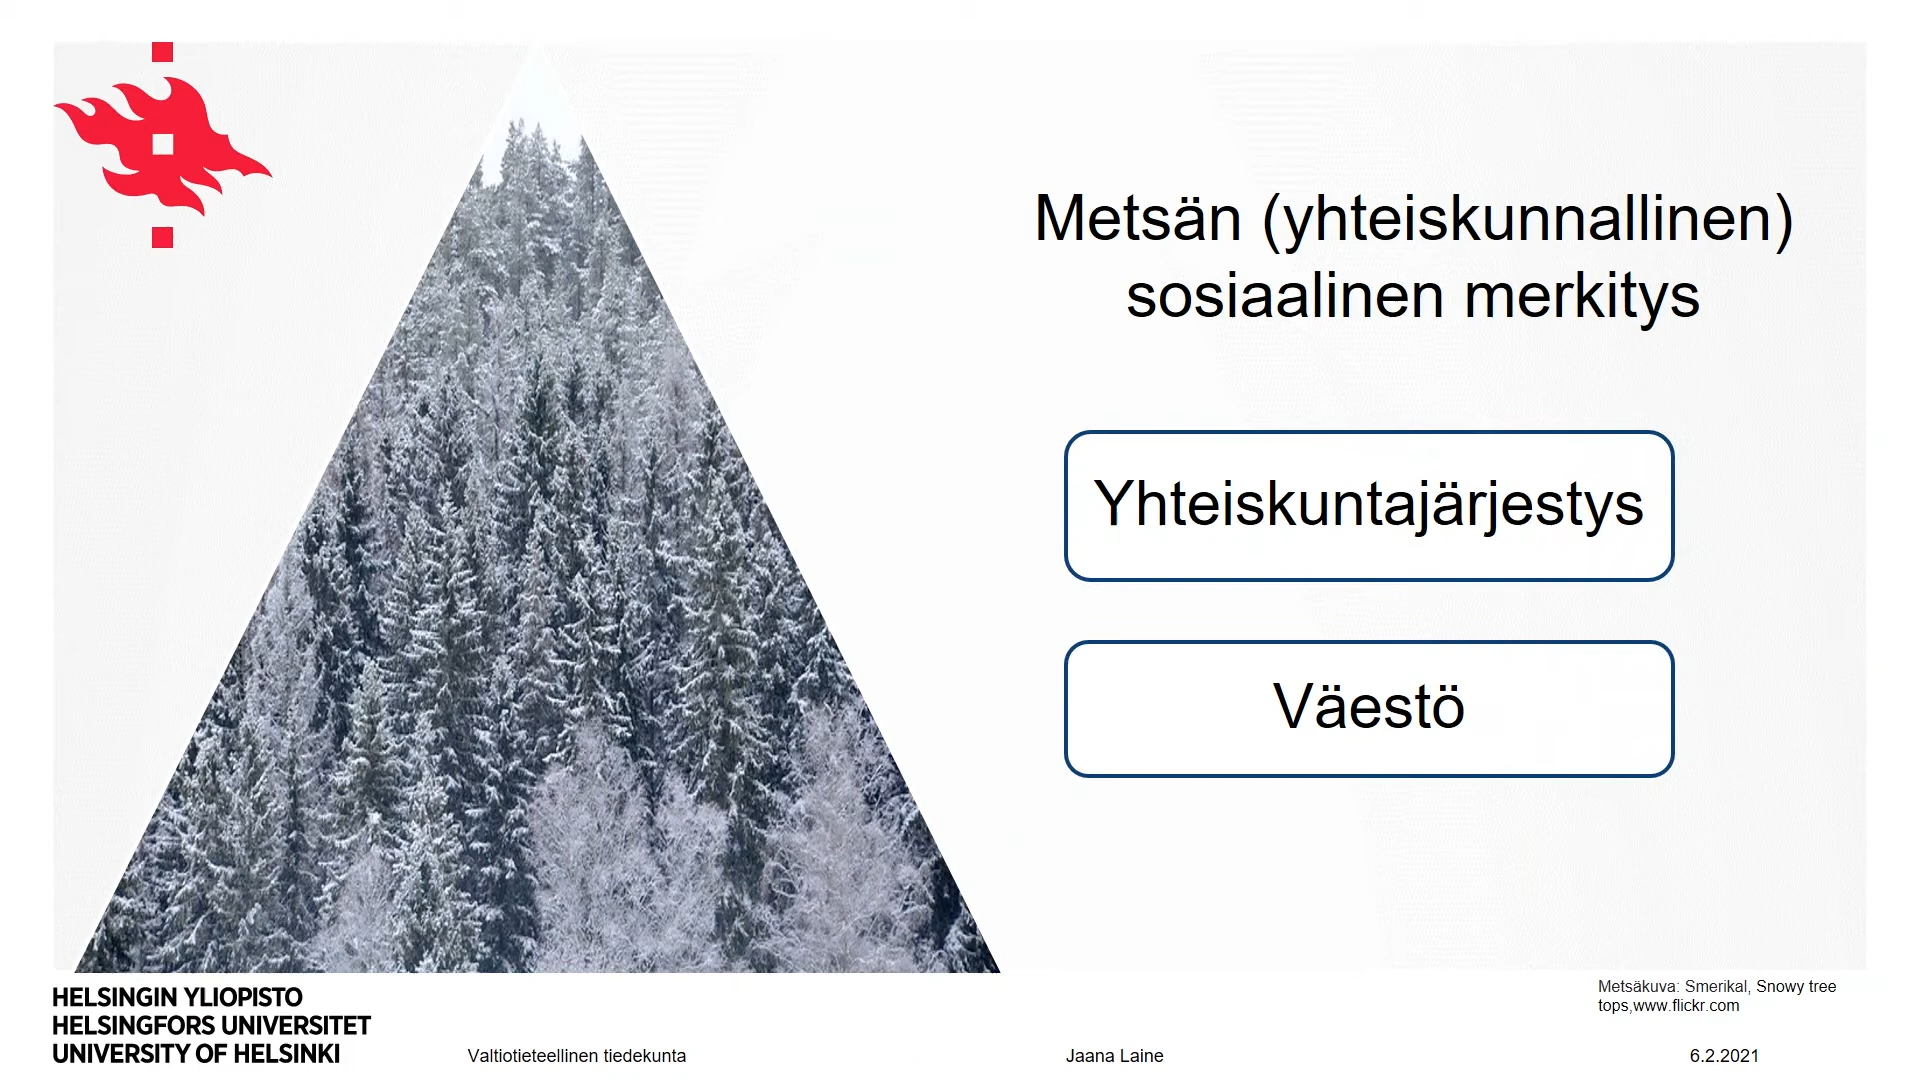 Metsän (yhteiskunnallinen)
sosiaalinen merkitys
Yhteiskuntajärjestys
Väestö
Metsäkuva: Smerikal, Snowy tree
tops,www.flickr.com
HELSINGIN YLIOPISTO
HELSINGFORS UNIVERSITET
UNIVERSITY OF HELSINKI
Valtiotieteellinen tiedekunta
Jaana Laine
6.2.2021